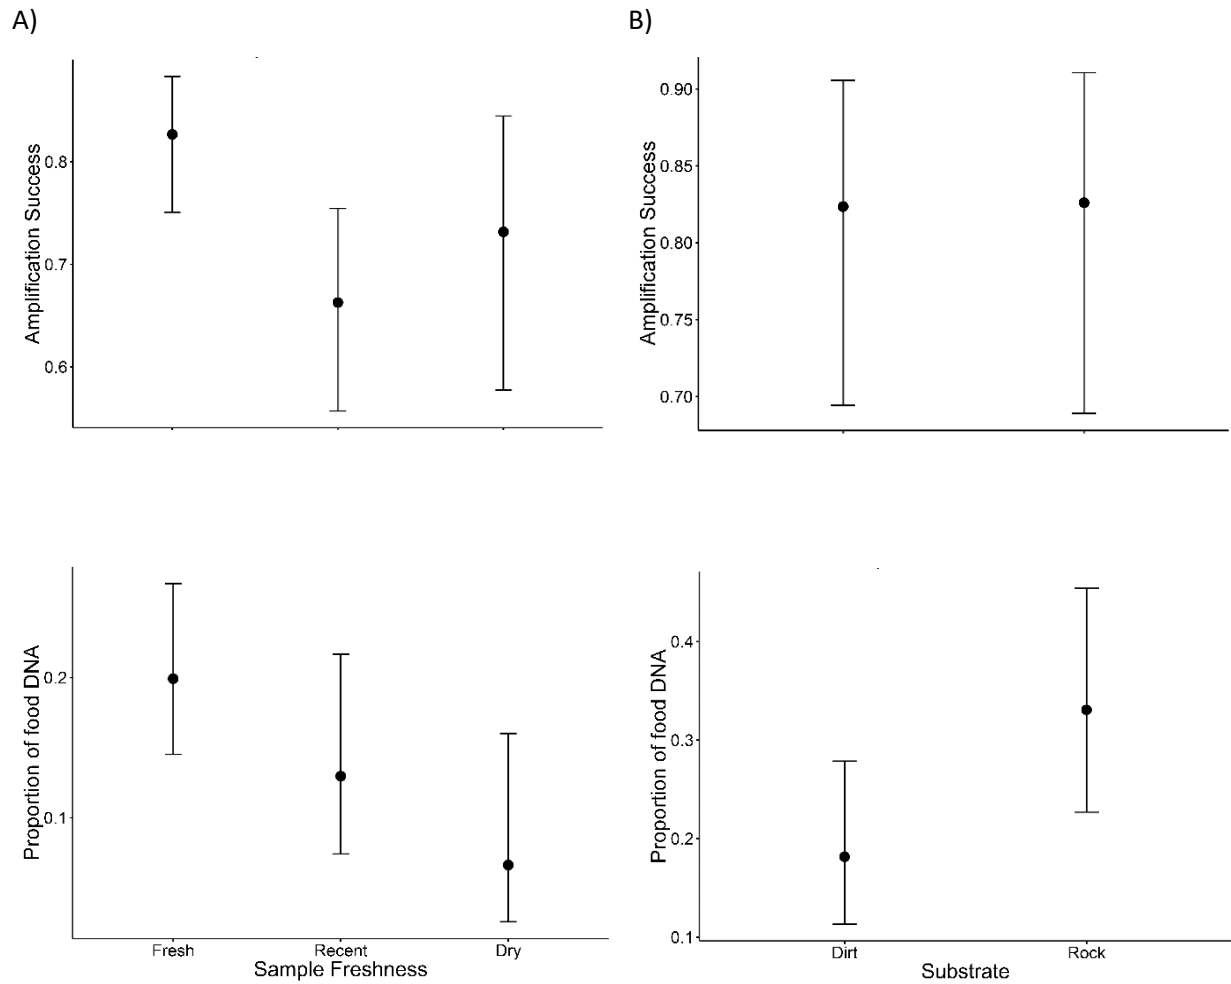 A)
B)
Amplification Success
0.8
0.7
0.6
Amplification Success
0.90
0.85
0.80
0.75
0.70
Proportion of food DNA
0.2
0.1
Fresh Recent Dry
Sample Freshness
Proportion of food DNA
0.4
0.3
0.2
0.1
Dirt Rock
Substrate